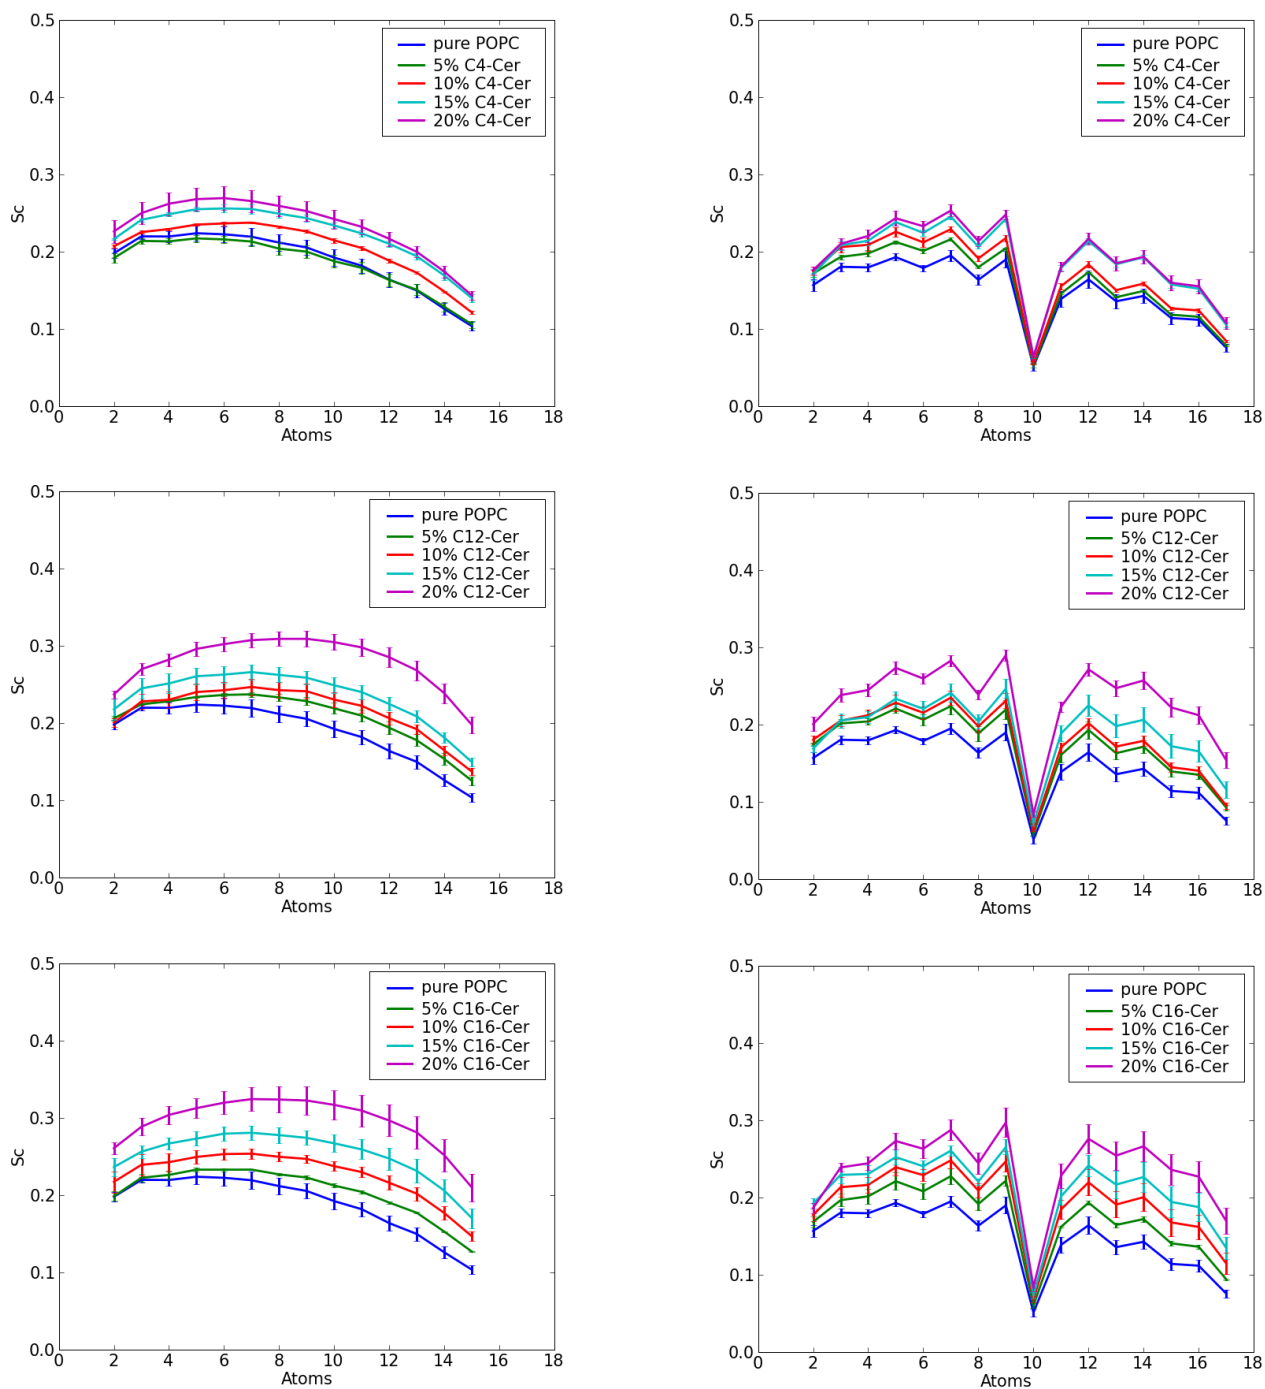 0.5
0.4
0.3
0.2
0.1
0.0
Sc
pure POPC
5% C4-Cer
10% C4-Cer
15% C4-Cer
20% C4-Cer
0 2 4 6 8 10 12 14 16 18
Atoms
0.5
0.4
0.3
0.2
0.1
0.0
Sc
pure POPC
5% C4-Cer
10% C4-Cer
15% C4-Cer
20% C4-Cer
0 2 4 6 8 10 12 14 16 18
Atoms
0.5
0.4
0.3
0.2
0.1
0.0
Sc
pure POPC
5% C12-Cer
10% C12-Cer
15% C12-Cer
20% C12-Cer
0 2 4 6 8 10 12 14 16 18
Atoms
0.5
0.4
0.3
0.2
0.1
0.0
Sc
pure POPC
5% C12-Cer
10% C12-Cer
15% C12-Cer
20% C12-Cer
0 2 4 6 8 10 12 14 16 18
Atoms
0.5
0.4
0.3
0.2
0.1
0.0
Sc
pure POPC
5% C16-Cer
10% C16-Cer
15% C16-Cer
20% C16-Cer
0 2 4 6 8 10 12 14 16 18
Atoms
0.5
0.4
0.3
0.2
0.1
0.0
Sc
pure POPC
5% C16-Cer
10% C16-Cer
15% C16-Cer
20% C16-Cer
0 2 4 6 8 10 12 14 16 18
Atoms